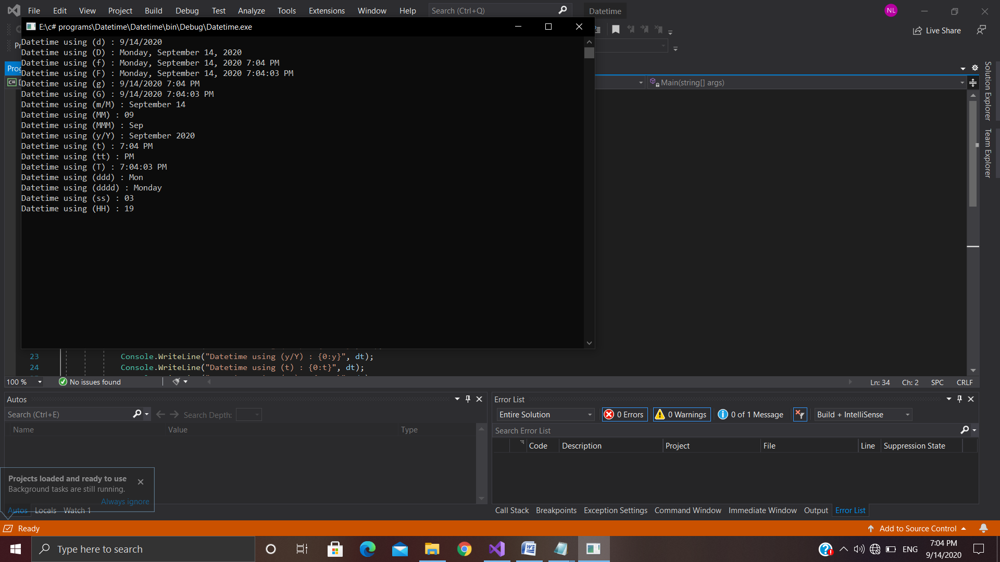 File Edit View Project Build Debug Test Analyze Tools Extensions Window Help Search (Ctrl+Q) Datetime NL
E:\c# programs\Datetime\Datetime\bin\Debug\Datetime.exe
Live Share
Datetime using (d) : 9/14/2020
Datetime using (D) : Monday, September 14, 2020
Datetime using (f) : Monday, September 14, 2020 7:04 PM
Datetime using (F) : Monday, September 14, 2020 7:04:03 PM
Datetime using (g) : 9/14/2020 7:04 PM
Datetime using (G) : 9/14/2020 7:04:03 PM
Datetime using (m/M) : September 14
Datetime using (MM) : 09
Datetime using (MMM) : Sep
Datetime using (y/Y) : September 2020
Datetime using (t) : 7:04 PM
Datetime using (tt) : PM
Datetime using (T) : 7:04:03 PM
Datetime using (ddd) : Mon
Datetime using (dddd) : Monday
Datetime using (ss) : 03
Datetime using (HH) : 19
Main(string[] args)
Solution Explorer
Team Explorer
23 Console.WriteLine("Datetime using (y/Y) : {0:y}", dt);
24 Console.WriteLine("Datetime using (t) : {0:t}", dt);
100 % No issues found Ln: 34 Ch: 2 SPC CRLF
Autos
Search (Ctrl+E) Search Depth:
Name Value Type
Projects loaded and ready to use
Background tasks are still running.
Always ignore
Autos Locals Watch 1
Error List
Entire Solution 0 Errors 0 Warnings 0 of 1 Message Build + IntelliSense
Search Error List
Code Description Project File Line Suppression State
Call Stack Breakpoints Exception Settings Command Window Immediate Window Output Error List
Ready Add to Source Control
Type here to search ENG 7:04 PM
9/14/2020